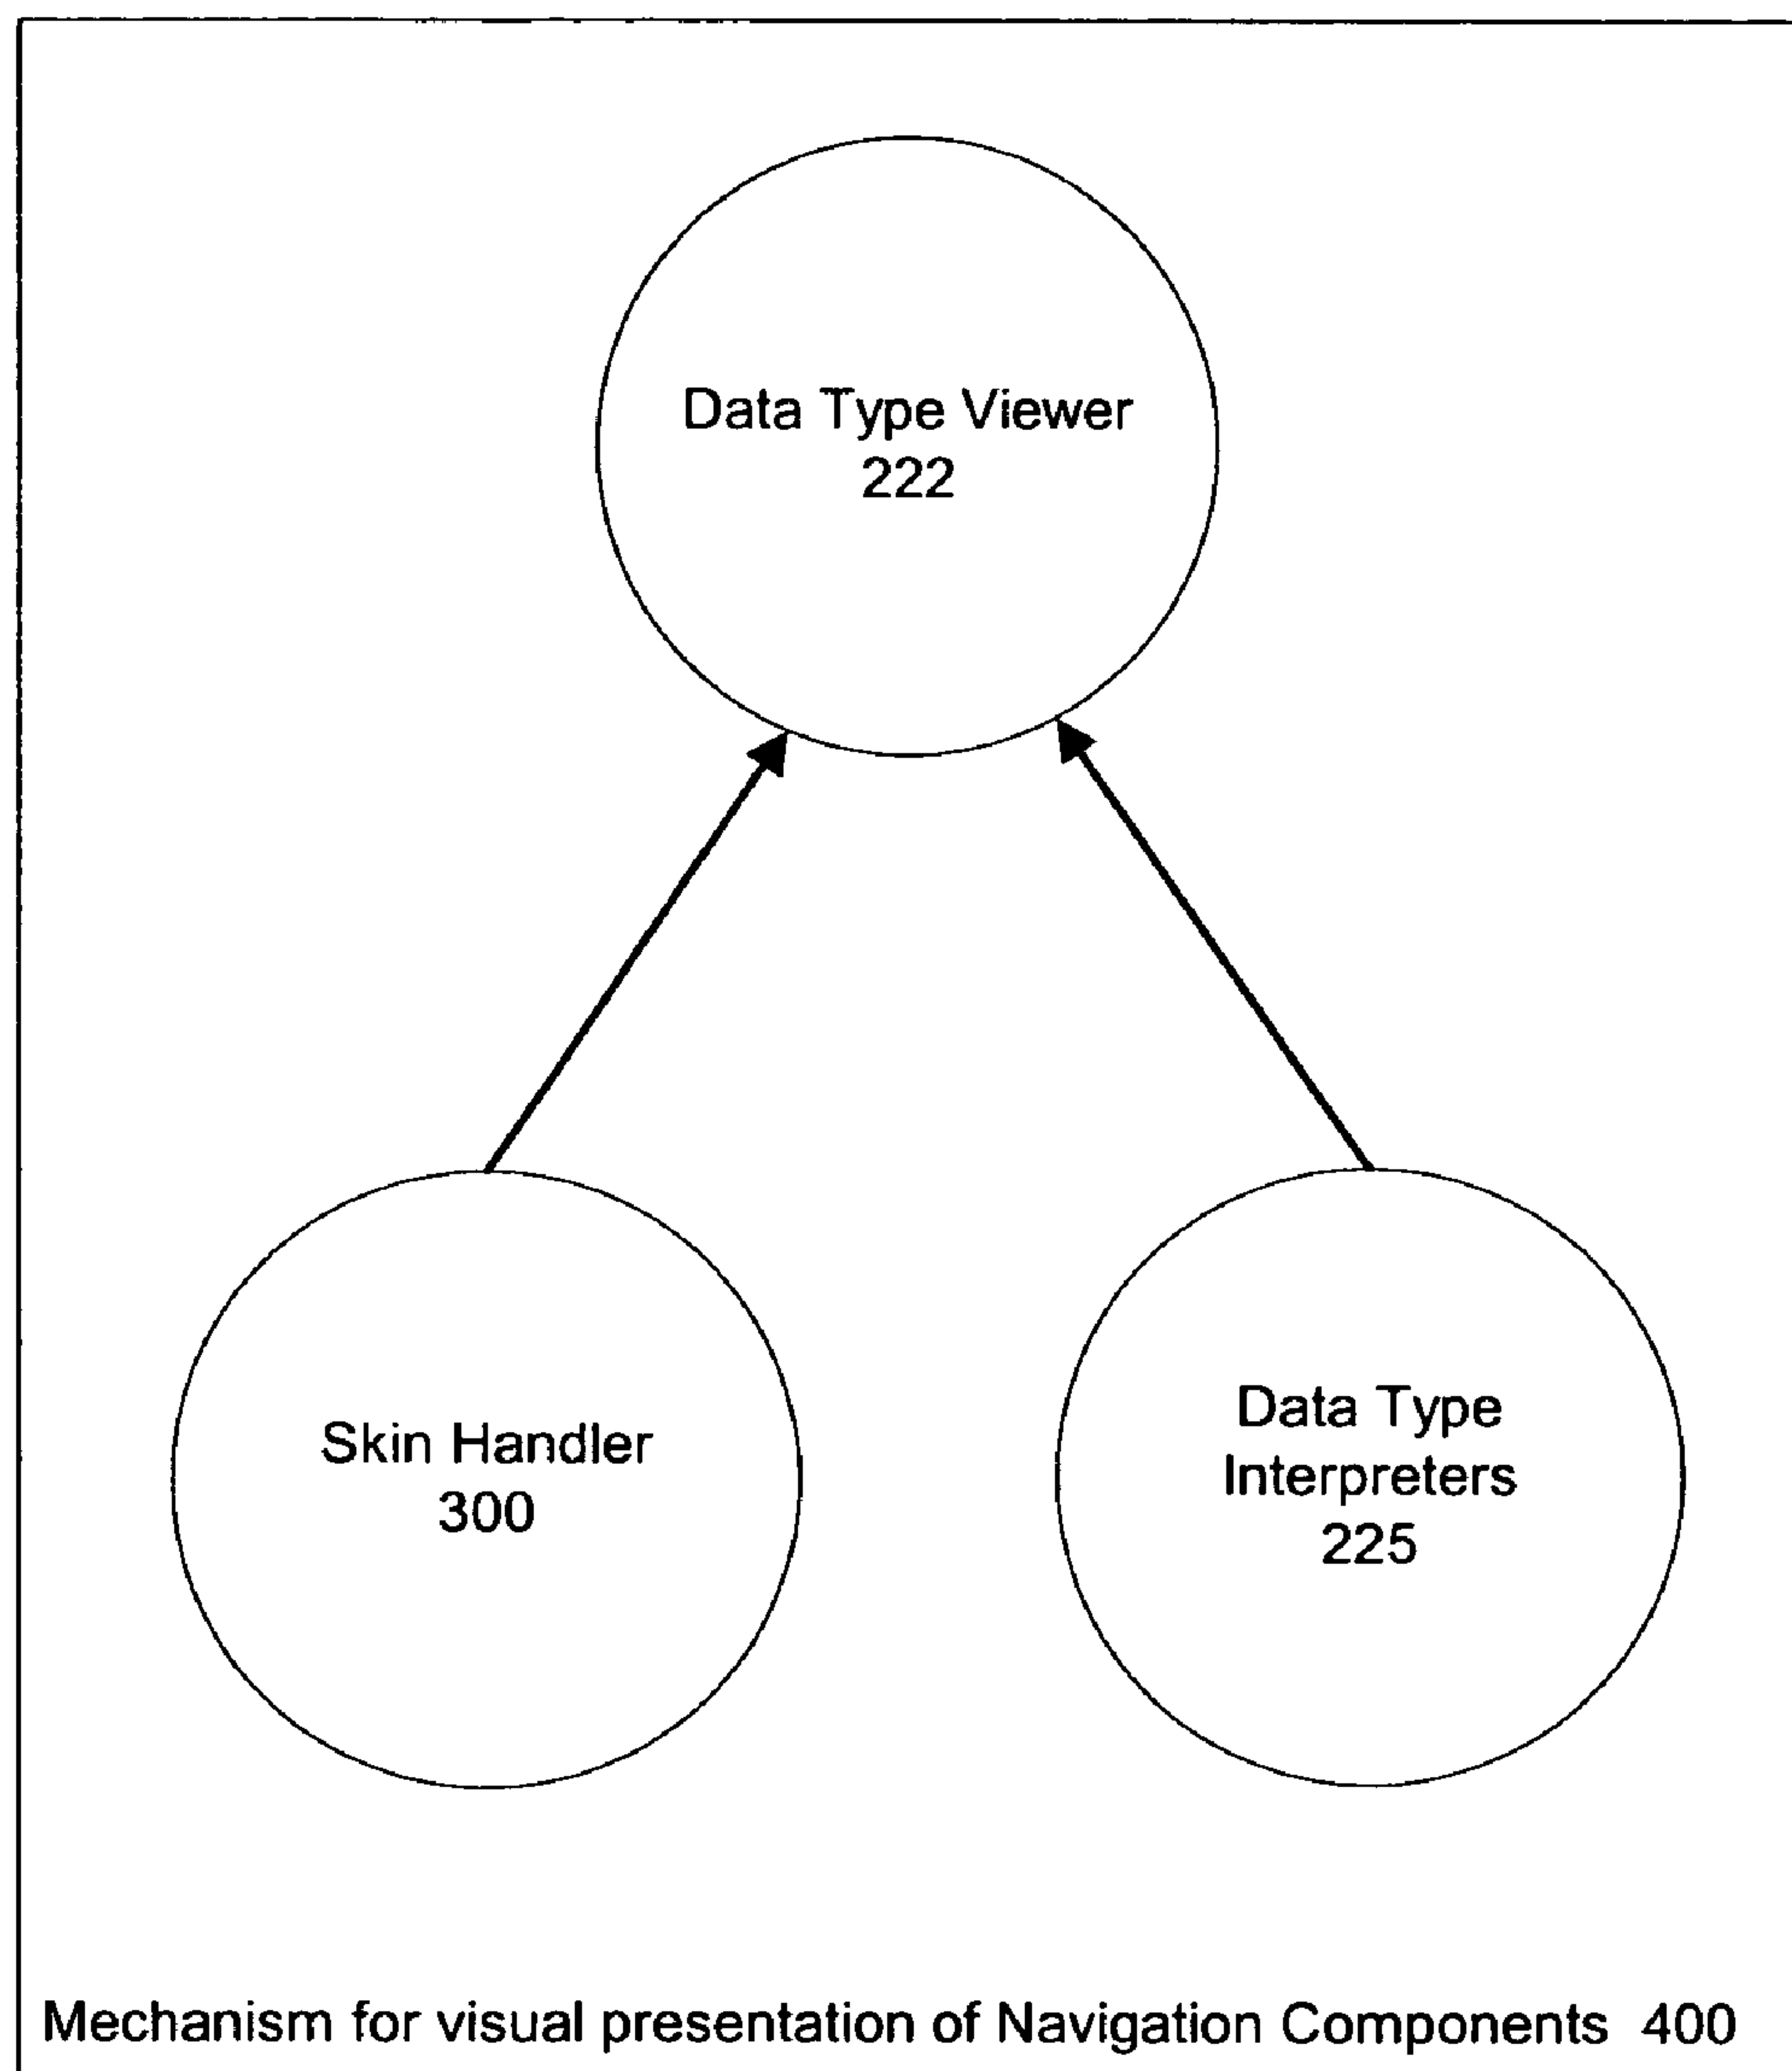 Data Type Viewer
222
Skin Handler
300
Data Type
Interpreters
225
Mechanism for visual presentation of Navigation Components 400